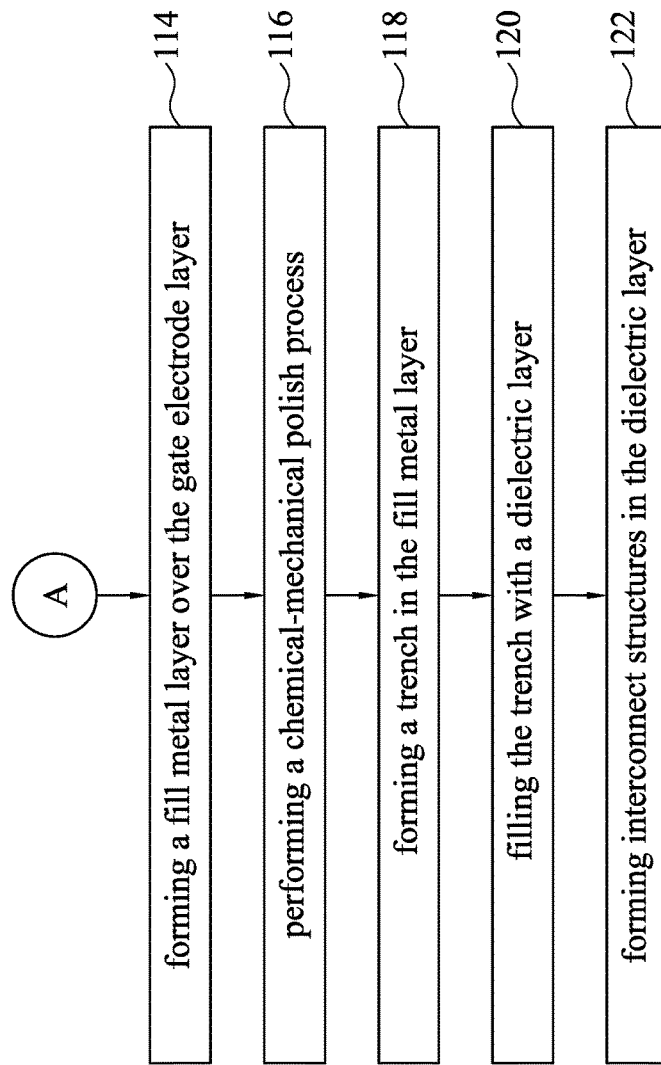 A
forming a fill metal layer over the gate electrode layer
114
performing a chemical-mechanical polish process
116
forming a trench in the fill metal layer
118
filling the trench with a dielectric layer
120
forming interconnect structures in the dielectric layer
122